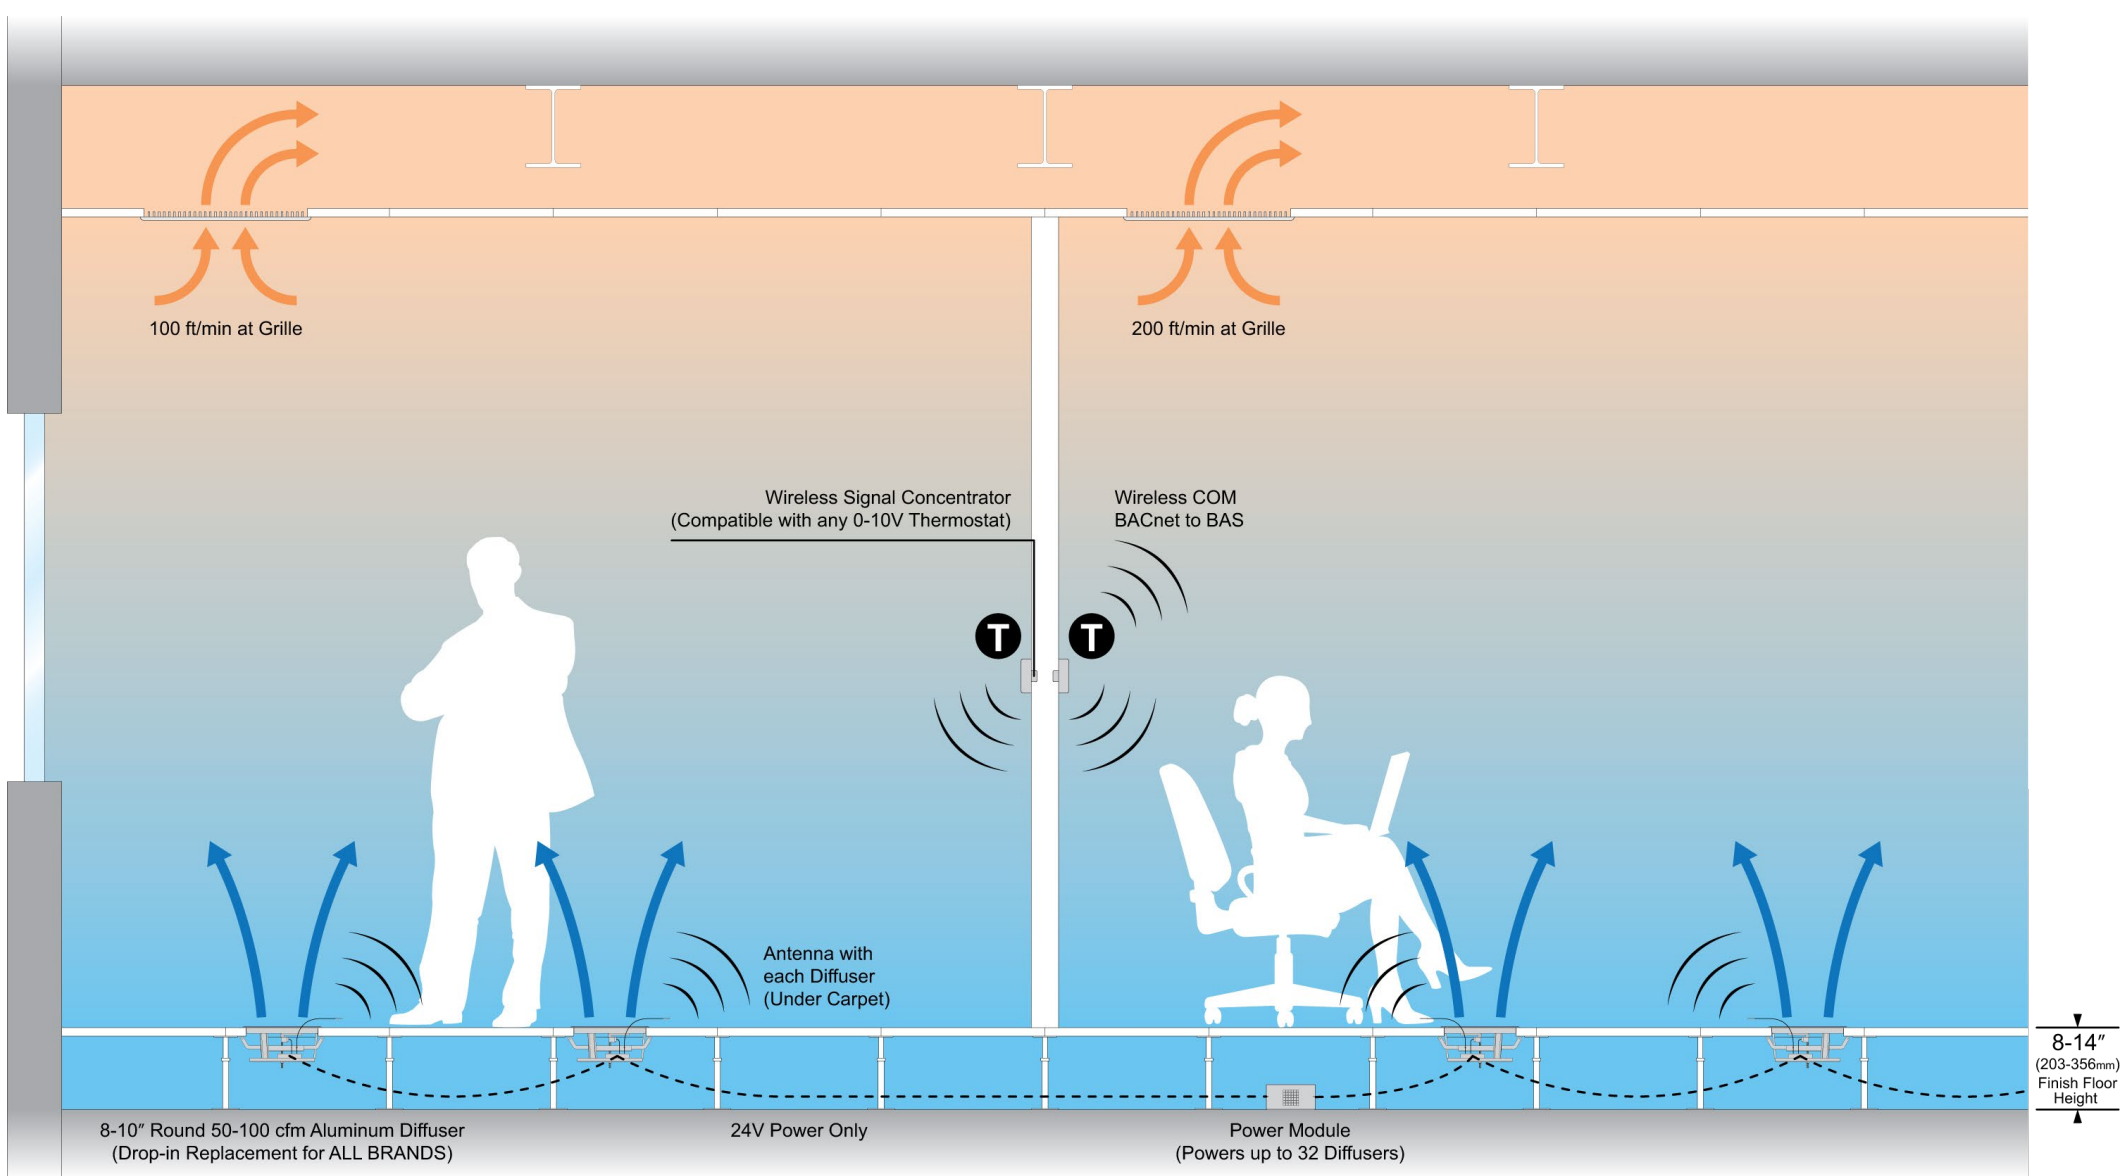 100 ft/min at Grille
200 ft/min at Grille
Wireless Signal Concentrator
(Compatible with any 0-10V Thermostat)
Wireless COM
BACnet to BAS
T
T
Antenna with
each Diffuser
(Under Carpet)
8-14″
(203-356mm)
Finish Floor
Height
8-10″ Round 50-100 cfm Aluminum Diffuser
(Drop-in Replacement for ALL BRANDS)
24V Power Only
Power Module
(Powers up to 32 Diffusers)